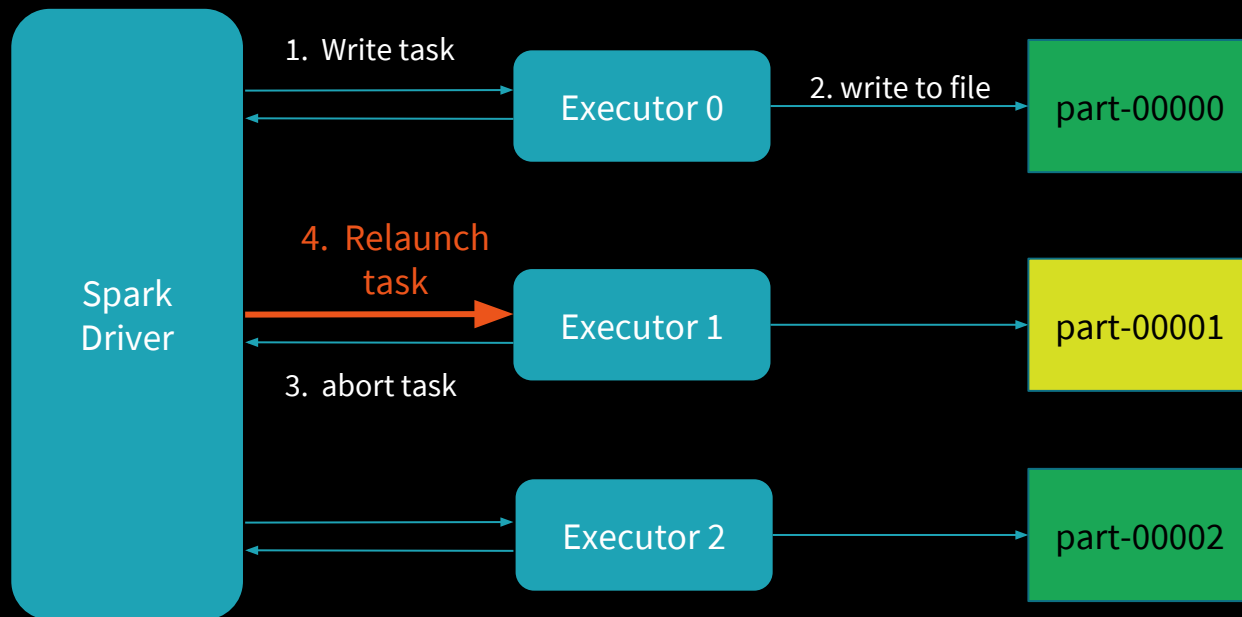 1. Write task
Executor 0
2. write to file
part-00000
4. Relaunch
task
Spark
Driver
Executor 1
part-00001
3. abort task
Executor 2
part-00002